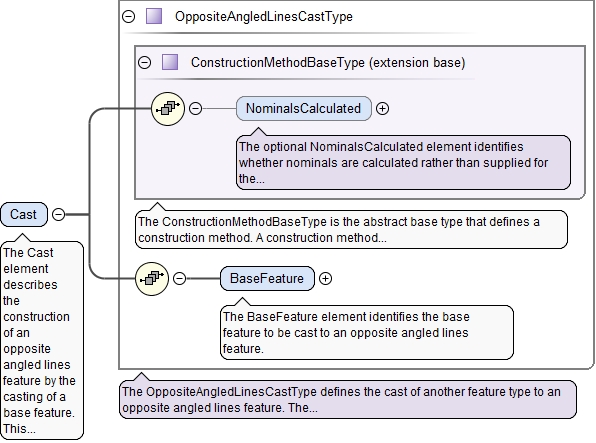 OppositeAngledLinesCastType
ConstructionMethodBaseType (extension base)
NominalsCalculated
The optional NominalsCalculated element identifies
whether nominals are calculated rather than supplied for
the...
Cast
The ConstructionMethodBaseType is the abstract base type that defines a
construction method. A construction method...
The Cast
element
describes
the
construction
of an
opposite
angled lines
feature by the
casting of a
base feature.
This...
BaseFeature
The BaseFeature element identifies the base
feature to be cast to an opposite angled lines
feature.
The OppositeAngledLinesCastType defines the cast of another feature type to an
opposite angled lines feature. The...